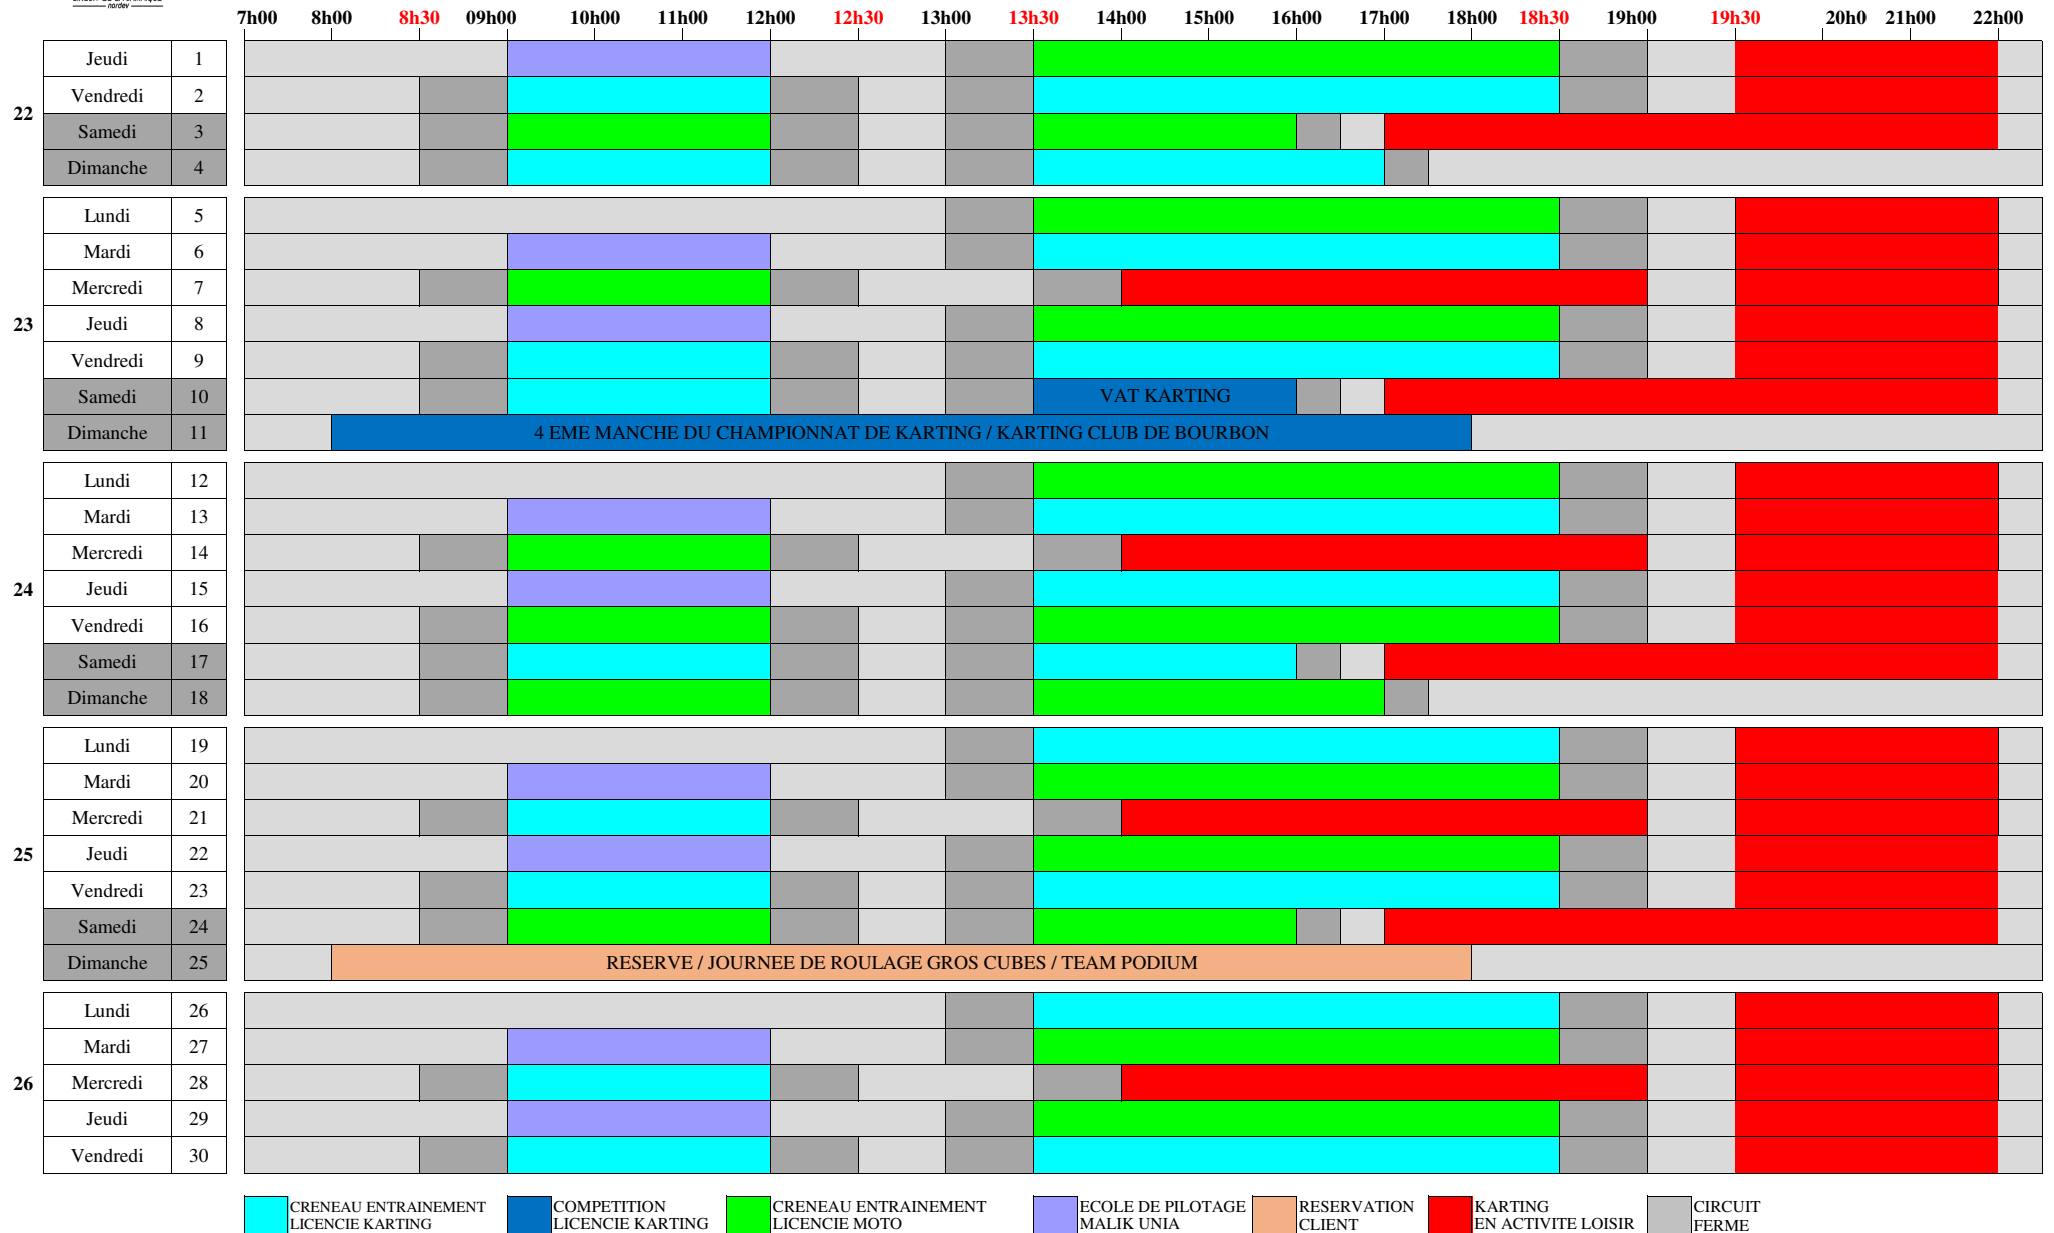 nordev
7h00 8h00 8h30 09h00 10h00 11h00 12h00 12h30 13h00 13h30 14h00 15h00 16h00 17h00 18h00 18h30 19h00 19h30 20h0 21h00 22h00
22
Jeudi 1
Vendredi 2
Samedi 3
Dimanche 4
23
Lundi 5
Mardi 6
Mercredi 7
Jeudi 8
Vendredi 9
Samedi 10 VAT KARTING
Dimanche 11 4 EME MANCHE DU CHAMPIONNAT DE KARTING / KARTING CLUB DE BOURBON
24
Lundi 12
Mardi 13
Mercredi 14
Jeudi 15
Vendredi 16
Samedi 17
Dimanche 18
25
Lundi 19
Mardi 20
Mercredi 21
Jeudi 22
Vendredi 23
Samedi 24
Dimanche 25 RESERVE / JOURNEE DE ROULAGE GROS CUBES / TEAM PODIUM
26
Lundi 26
Mardi 27
Mercredi 28
Jeudi 29
Vendredi 30
CRENEAU ENTRAINEMENT
LICENCIE KARTING
COMPETITION
LICENCIE KARTING
CRENEAU ENTRAINEMENT
LICENCIE MOTO
ECOLE DE PILOTAGE
MALIK UNIA
RESERVATION
CLIENT
KARTING
EN ACTIVITE LOISIR
CIRCUIT
FERME